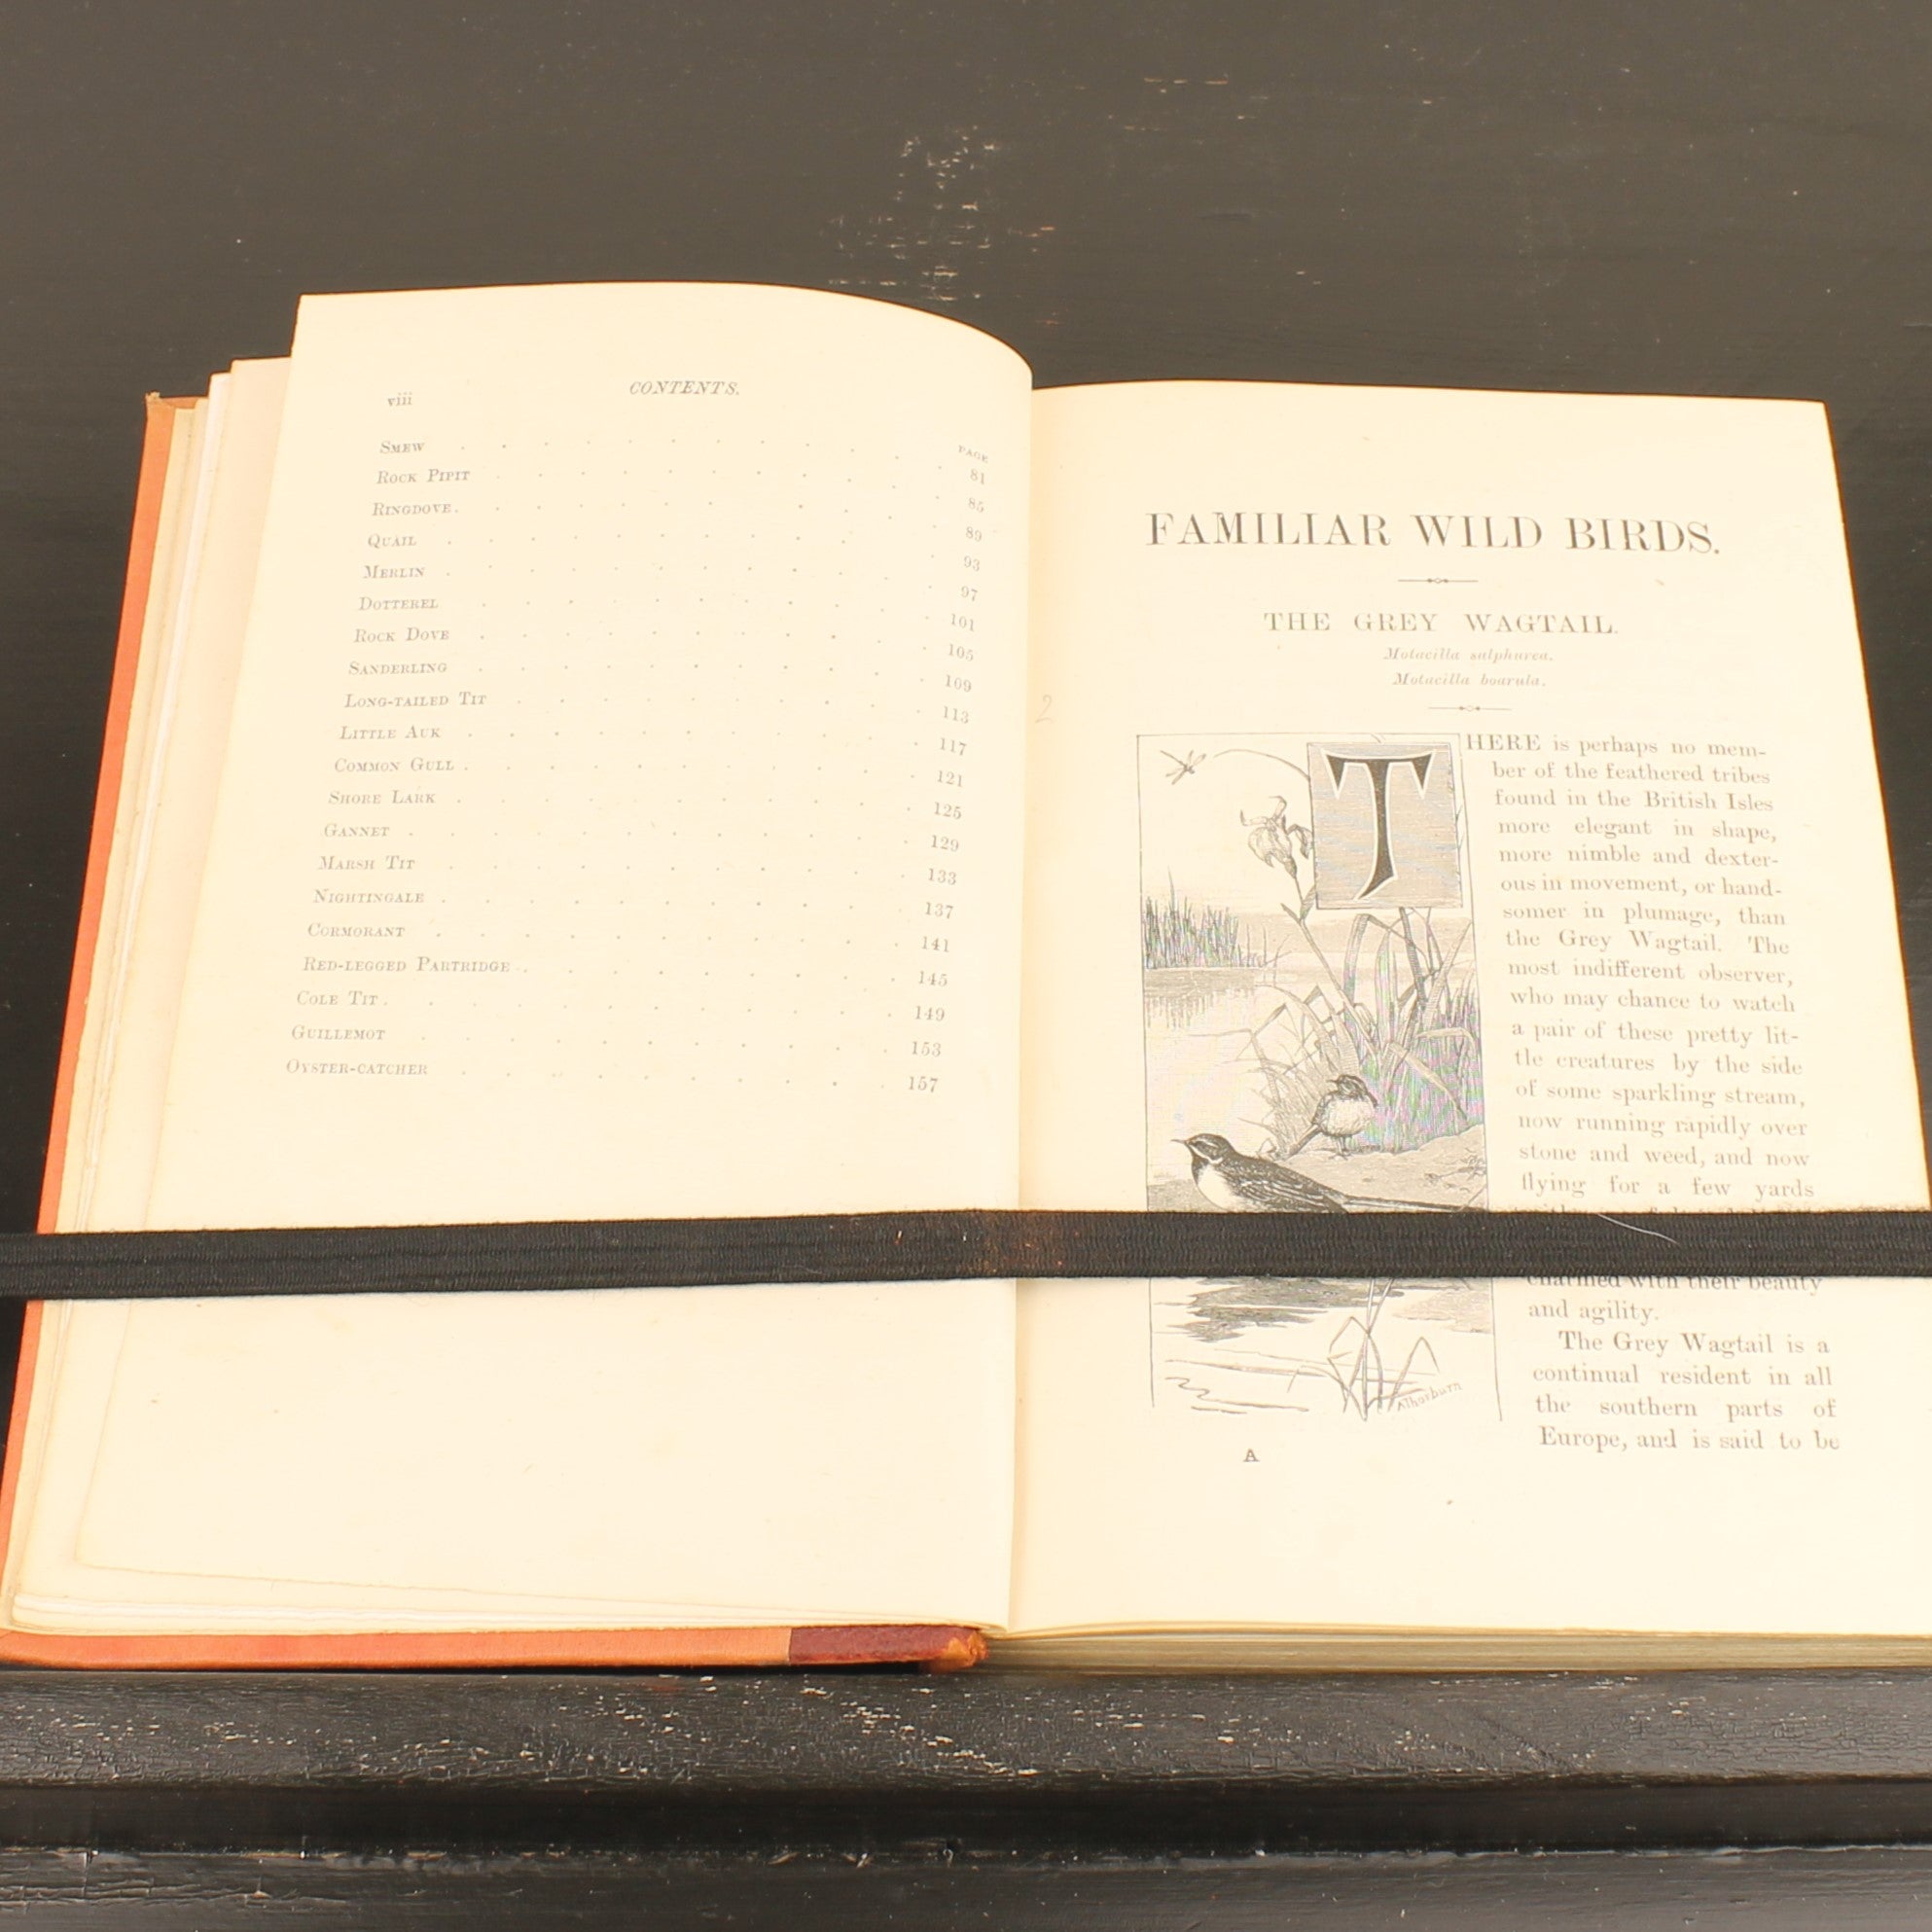 viii CONTENTS.
PAGE
SMEW 81
ROCK PIPIT 85
RINGDOVE. 89
QUAIL 93
MERLIN 97
DOTTEREL 101
ROCK DOVE 105
SANDERLING 109
LONG-TAILED TIT 113
LITTLE AUK 117
COMMON GULL 121
SHORE LARK 125
GANNET 129
MARSH TIT 133
NIGHTINGALE 137
CORMORANT 141
RED-LEGGED PARTRIDGE 145
COLE TIT 149
GUILLEMOT 153
OYSTER-CATCHER 157
2
FAMILIAR WILD BIRDS.
THE GREY WAGTAIL.
Motacilla sulphurea.
Motacilla boarula.
THERE is perhaps no mem-
ber of the feathered tribes
found in the British Isles
more elegant in shape,
more nimble and dexter-
ous in movement, or hand-
somer in plumage, than
the Grey Wagtail. The
most indifferent observer,
who may chance to watch
a pair of these pretty lit-
tle creatures by the side
of some sparkling stream,
now running rapidly over
stone and weed, and now
flying for a few yards
charmed with their beauty
and agility.
The Grey Wagtail is a
continual resident in all
the southern parts of
Europe, and is said to be
A Thorburn
A